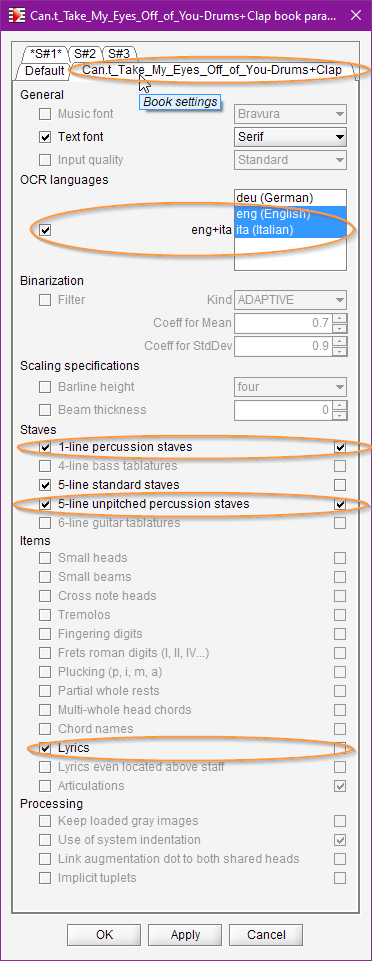 Can.t_Take_My_Eyes_Off_of_You-Drums+Clap book para...
*S#1* S#2 S#3
Default Can.t_Take_My_Eyes_Off_of_You-Drums+Clap
Book settings
General
Music font Bravura
Text font Serif
Input quality Standard
OCR languages
deu (German)
eng (English)
eng+ita ita (Italian)
Binarization
Filter Kind ADAPTIVE
Coeff for Mean 0.7
Coeff for StdDev 0.9
Scaling specifications
Barline height four
Beam thickness 0
Staves
1-line percussion staves
4-line bass tablatures
5-line standard staves
5-line unpitched percussion staves
6-line guitar tablatures
Items
Small heads
Small beams
Cross note heads
Tremolos
Fingering digits
Frets roman digits (I, II, IV...)
Plucking (p, i, m, a)
Partial whole rests
Multi-whole head chords
Chord names
Lyrics
Lyrics even located above staff
Articulations
Processing
Keep loaded gray images
Use of system indentation
Link augmentation dot to both shared heads
Implicit tuplets
OK Apply Cancel